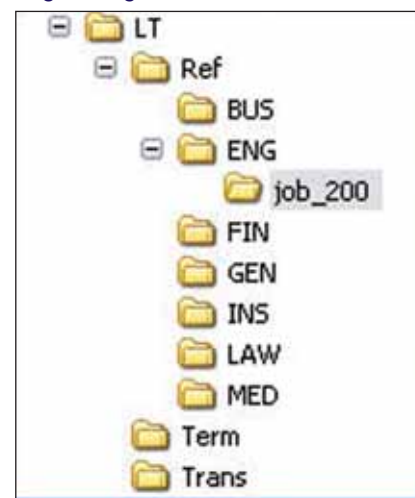 LT
Ref
BUS
ENG
job_200
FIN
GEN
INS
LAW
MED
Term
Trans